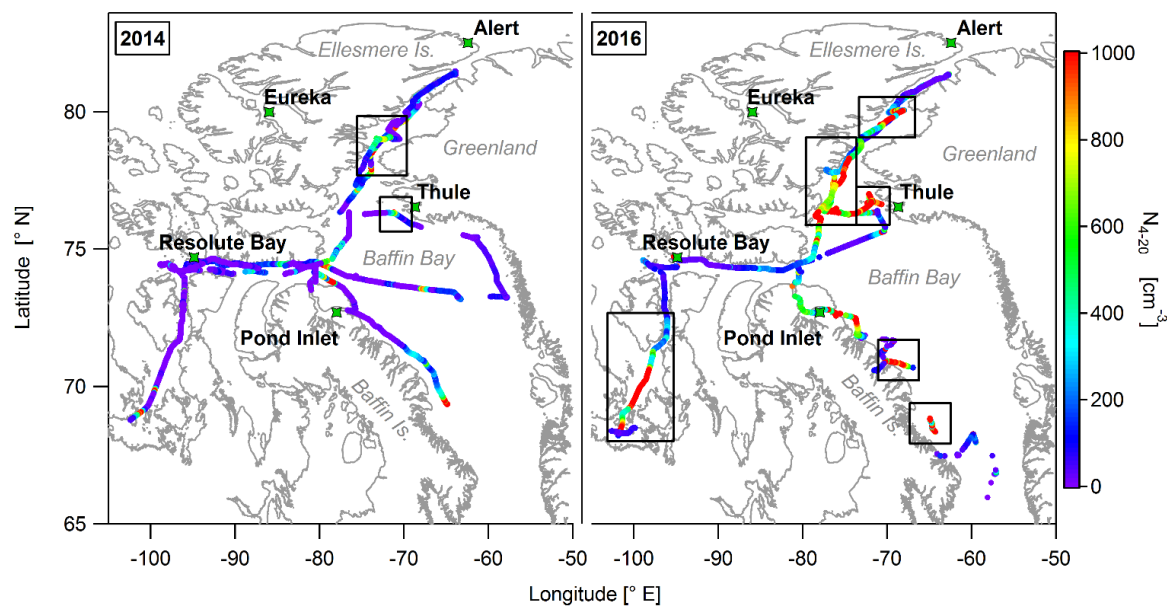 2014
Ellesmere Is.
Alert
Eureka
Greenland
Thule
Resolute Bay
Baffin Bay
Pond Inlet
Baffin Is.
2016
Ellesmere Is.
Alert
Eureka
Greenland
Thule
Resolute Bay
Baffin Bay
Pond Inlet
Baffin Is.
Latitude [° N]
80
75
70
65
-100
-90
-80
-70
-60
-50
-100
-90
-80
-70
-60
-50
Longitude [° E]
1000
800
600
400
200
0
N4-20 [cm-3]